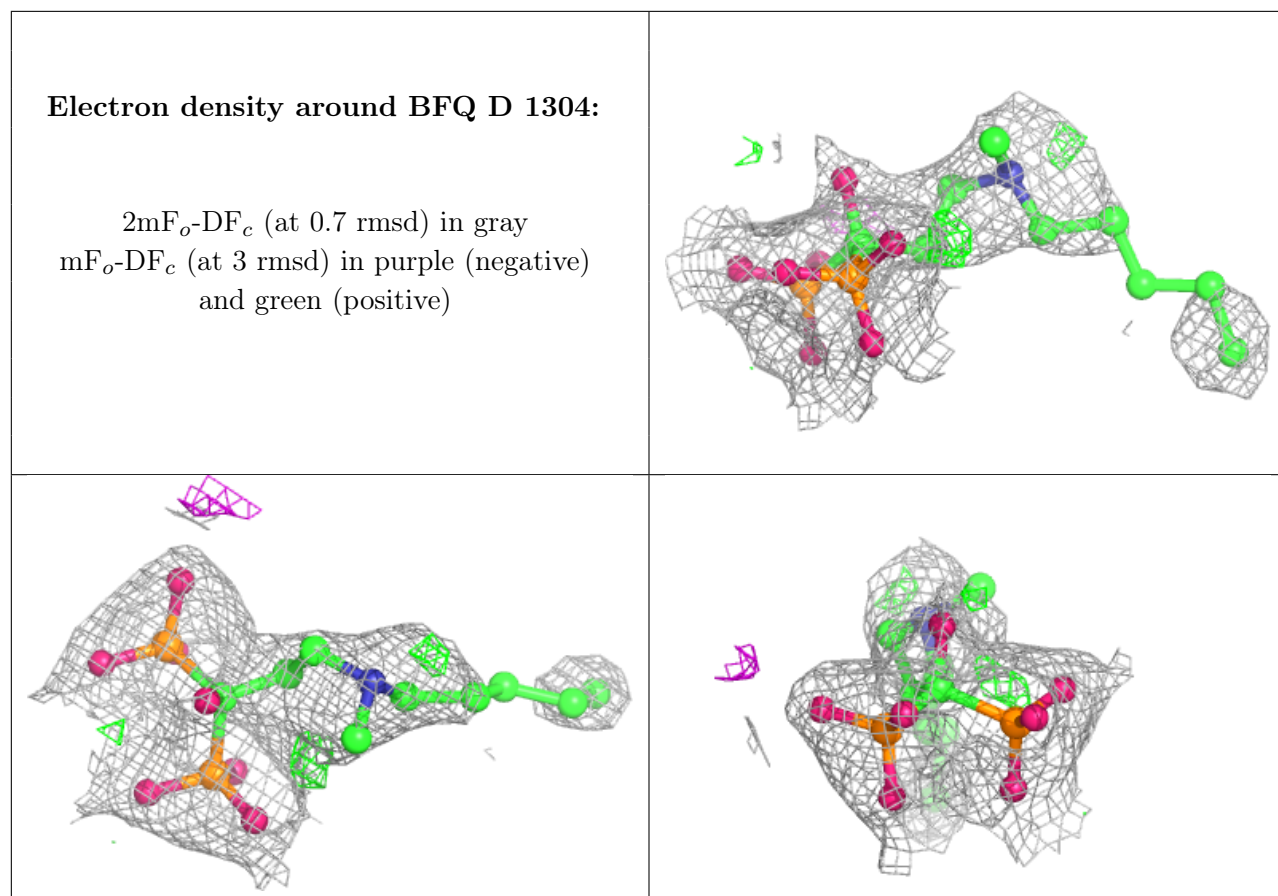 Electron density around BFQ D 1304:
2mFₒ-DF𝒸 (at 0.7 rmsd) in gray
mFₒ-DF𝒸 (at 3 rmsd) in purple (negative)
and green (positive)